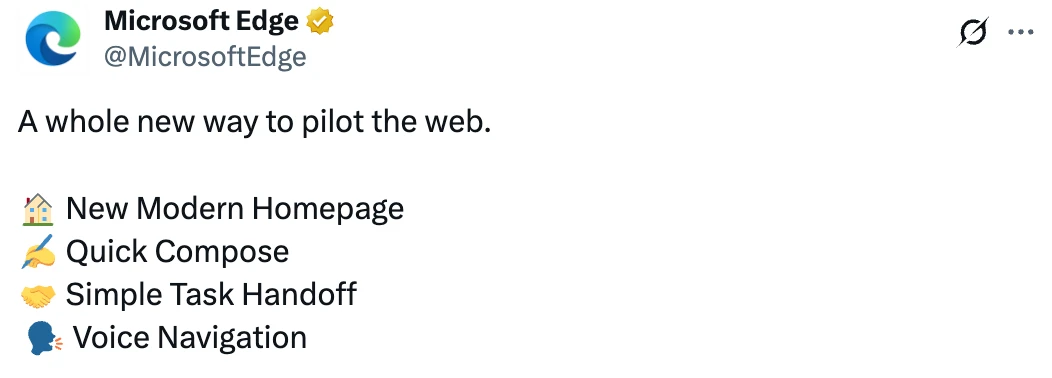 Microsoft Edge
@MicrosoftEdge
A whole new way to pilot the web.
🏠 New Modern Homepage
✍️ Quick Compose
🤝 Simple Task Handoff
🗣️ Voice Navigation